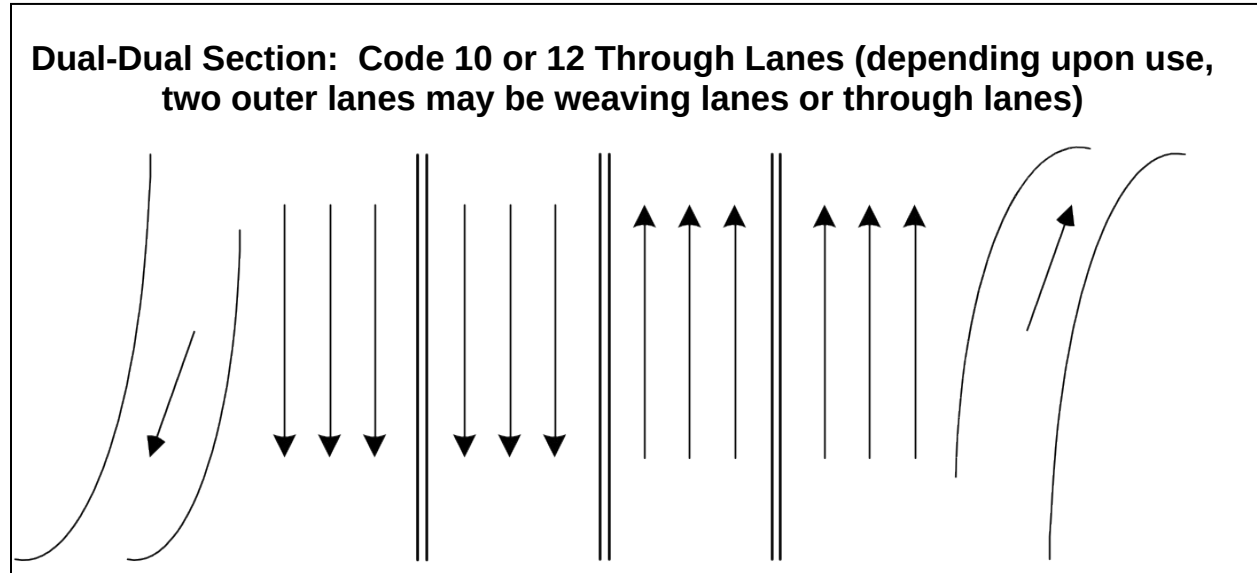 Dual-Dual Section:  Code 10 or 12 Through Lanes (depending upon use,
two outer lanes may be weaving lanes or through lanes)